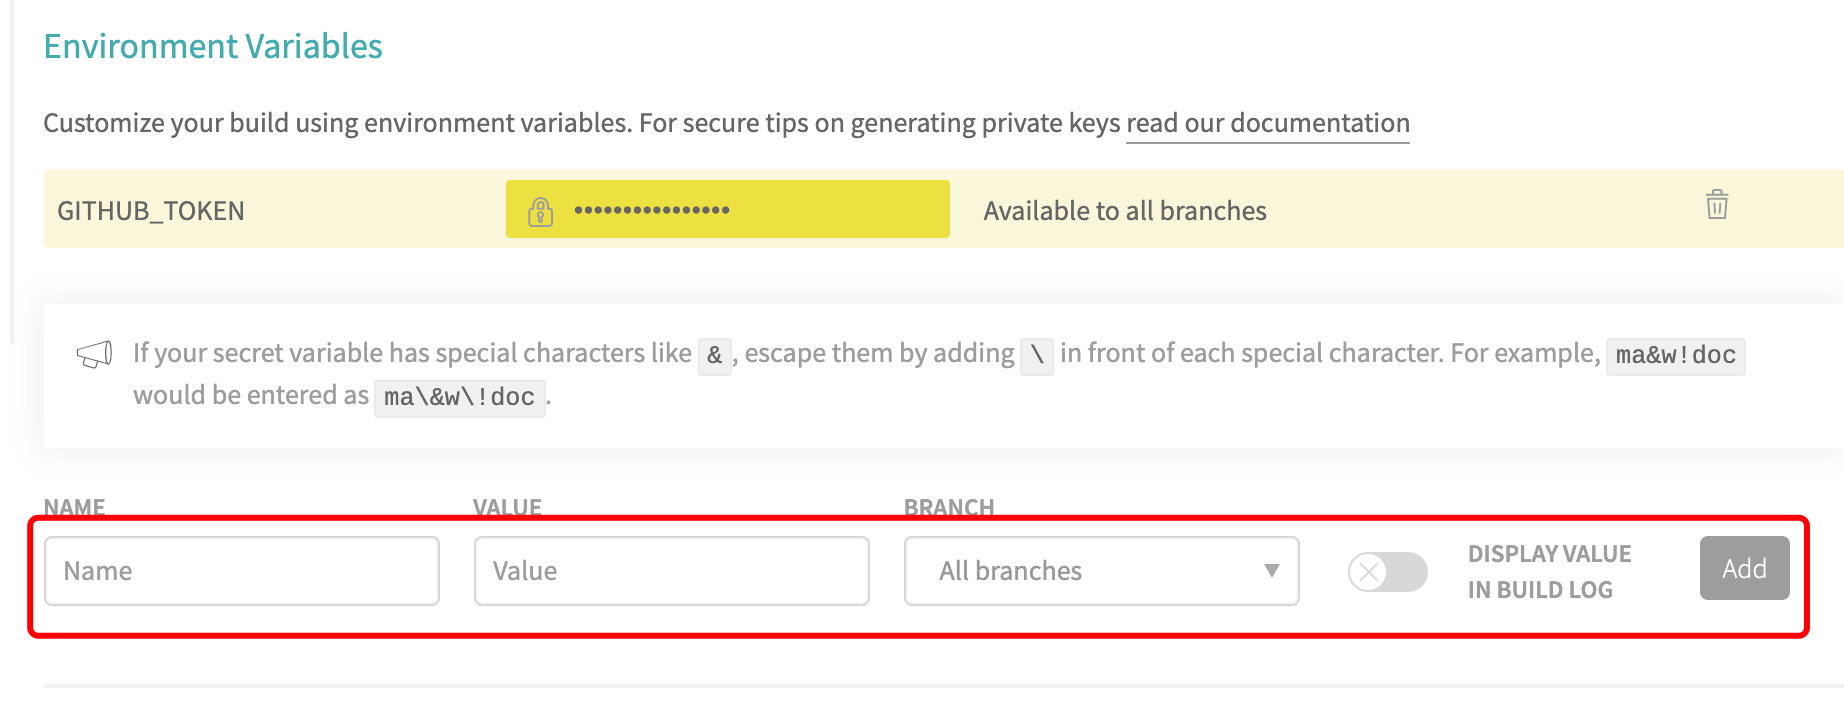 Environment Variables
Customize your build using environment variables. For secure tips on generating private keys read our documentation
GITHUB_TOKEN •••••••••••••••• Available to all branches
If your secret variable has special characters like & , escape them by adding \ in front of each special character. For example, ma&w!doc
would be entered as ma\&w\!doc .
NAME VALUE BRANCH
Name Value All branches DISPLAY VALUE
IN BUILD LOG Add